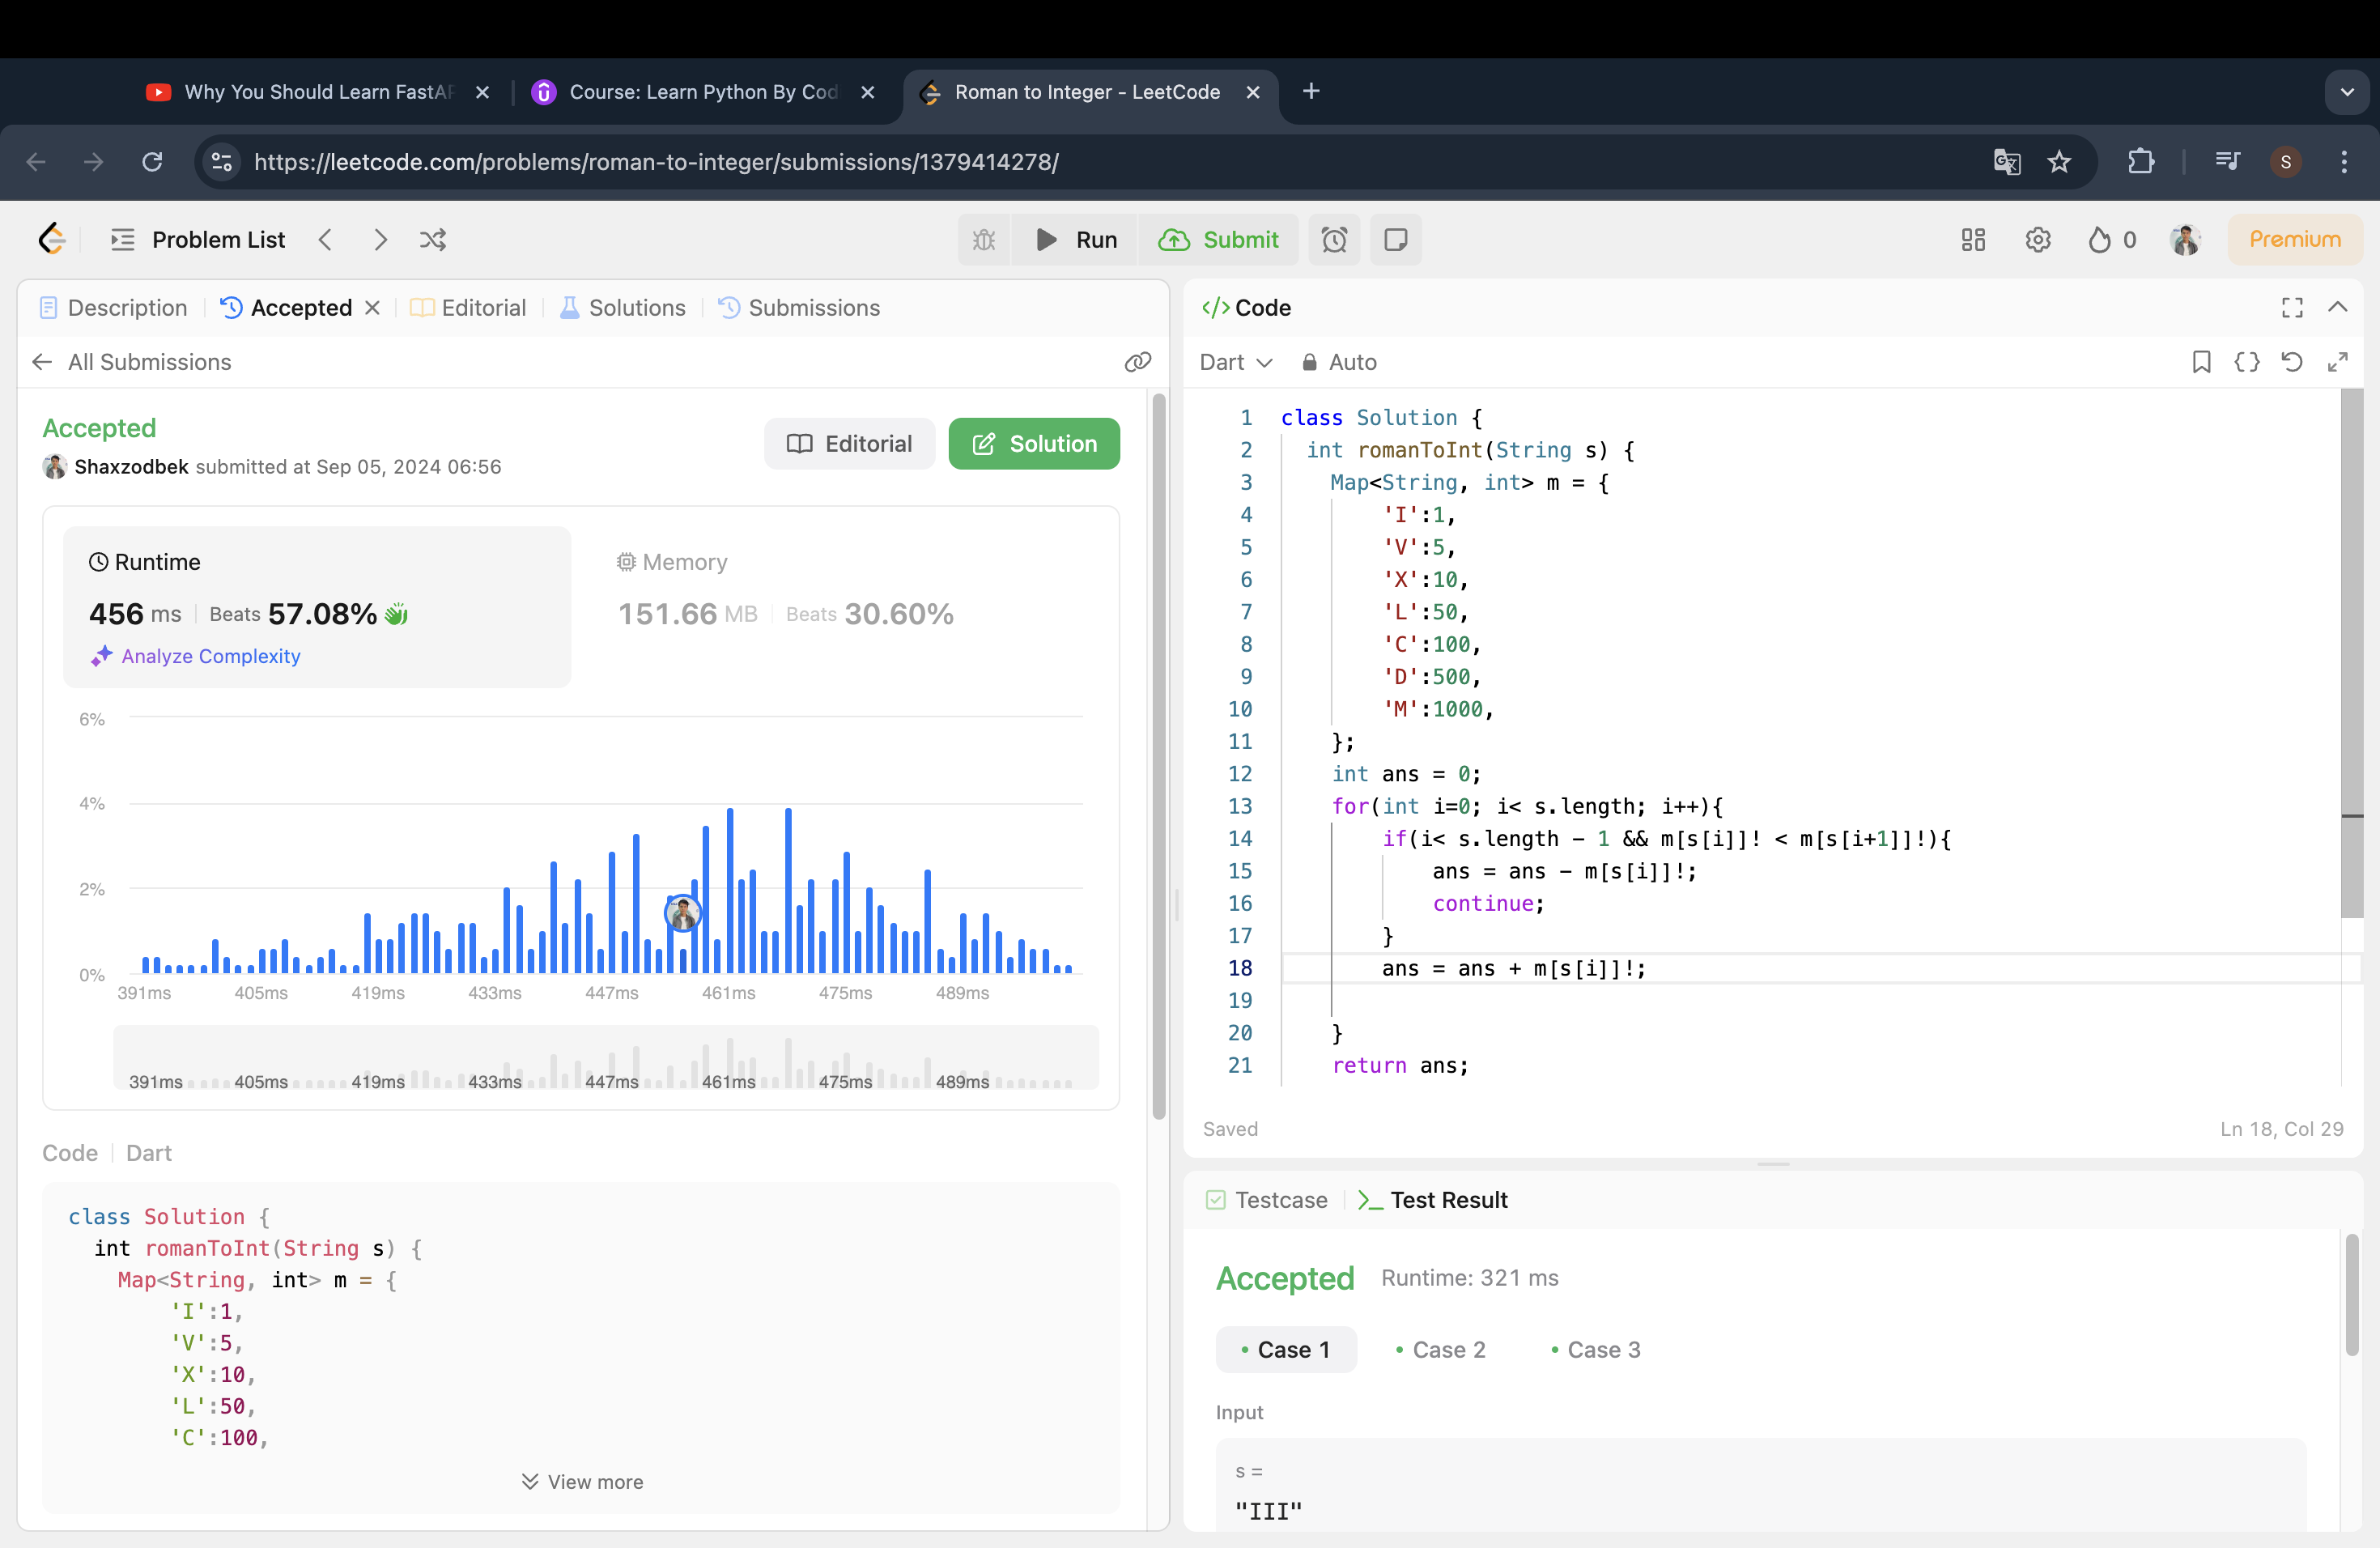 Why You Should Learn FastAP
Course: Learn Python By Cod
Roman to Integer - LeetCode
https://leetcode.com/problems/roman-to-integer/submissions/1379414278/
S
Problem List
Run
Submit
0
Premium
Description
Accepted
Editorial
Solutions
Submissions
All Submissions
Accepted
Shaxzodbek submitted at Sep 05, 2024 06:56
Editorial
Solution
Runtime
456 ms
Beats 57.08%
Analyze Complexity
Memory
151.66 MB
Beats 30.60%
6%
4%
2%
0%
391ms 405ms 419ms 433ms 447ms 461ms 475ms 489ms
391ms 405ms 419ms 433ms 447ms 461ms 475ms 489ms
Code
Dart
class Solution {
int romanToInt(String s) {
Map<String, int> m = {
'I':1,
'V':5,
'X':10,
'L':50,
'C':100,
View more
Code
Dart
Auto
1 class Solution {
2 int romanToInt(String s) {
3 Map<String, int> m = {
4 'I':1,
5 'V':5,
6 'X':10,
7 'L':50,
8 'C':100,
9 'D':500,
10 'M':1000,
11 };
12 int ans = 0;
13 for(int i=0; i< s.length; i++){
14 if(i< s.length - 1 && m[s[i]]! < m[s[i+1]]!){
15 ans = ans - m[s[i]]!;
16 continue;
17 }
18 ans = ans + m[s[i]]!;
19
20 }
21 return ans;
Saved
Ln 18, Col 29
Testcase
Test Result
Accepted
Runtime: 321 ms
Case 1
Case 2
Case 3
Input
s =
"III"